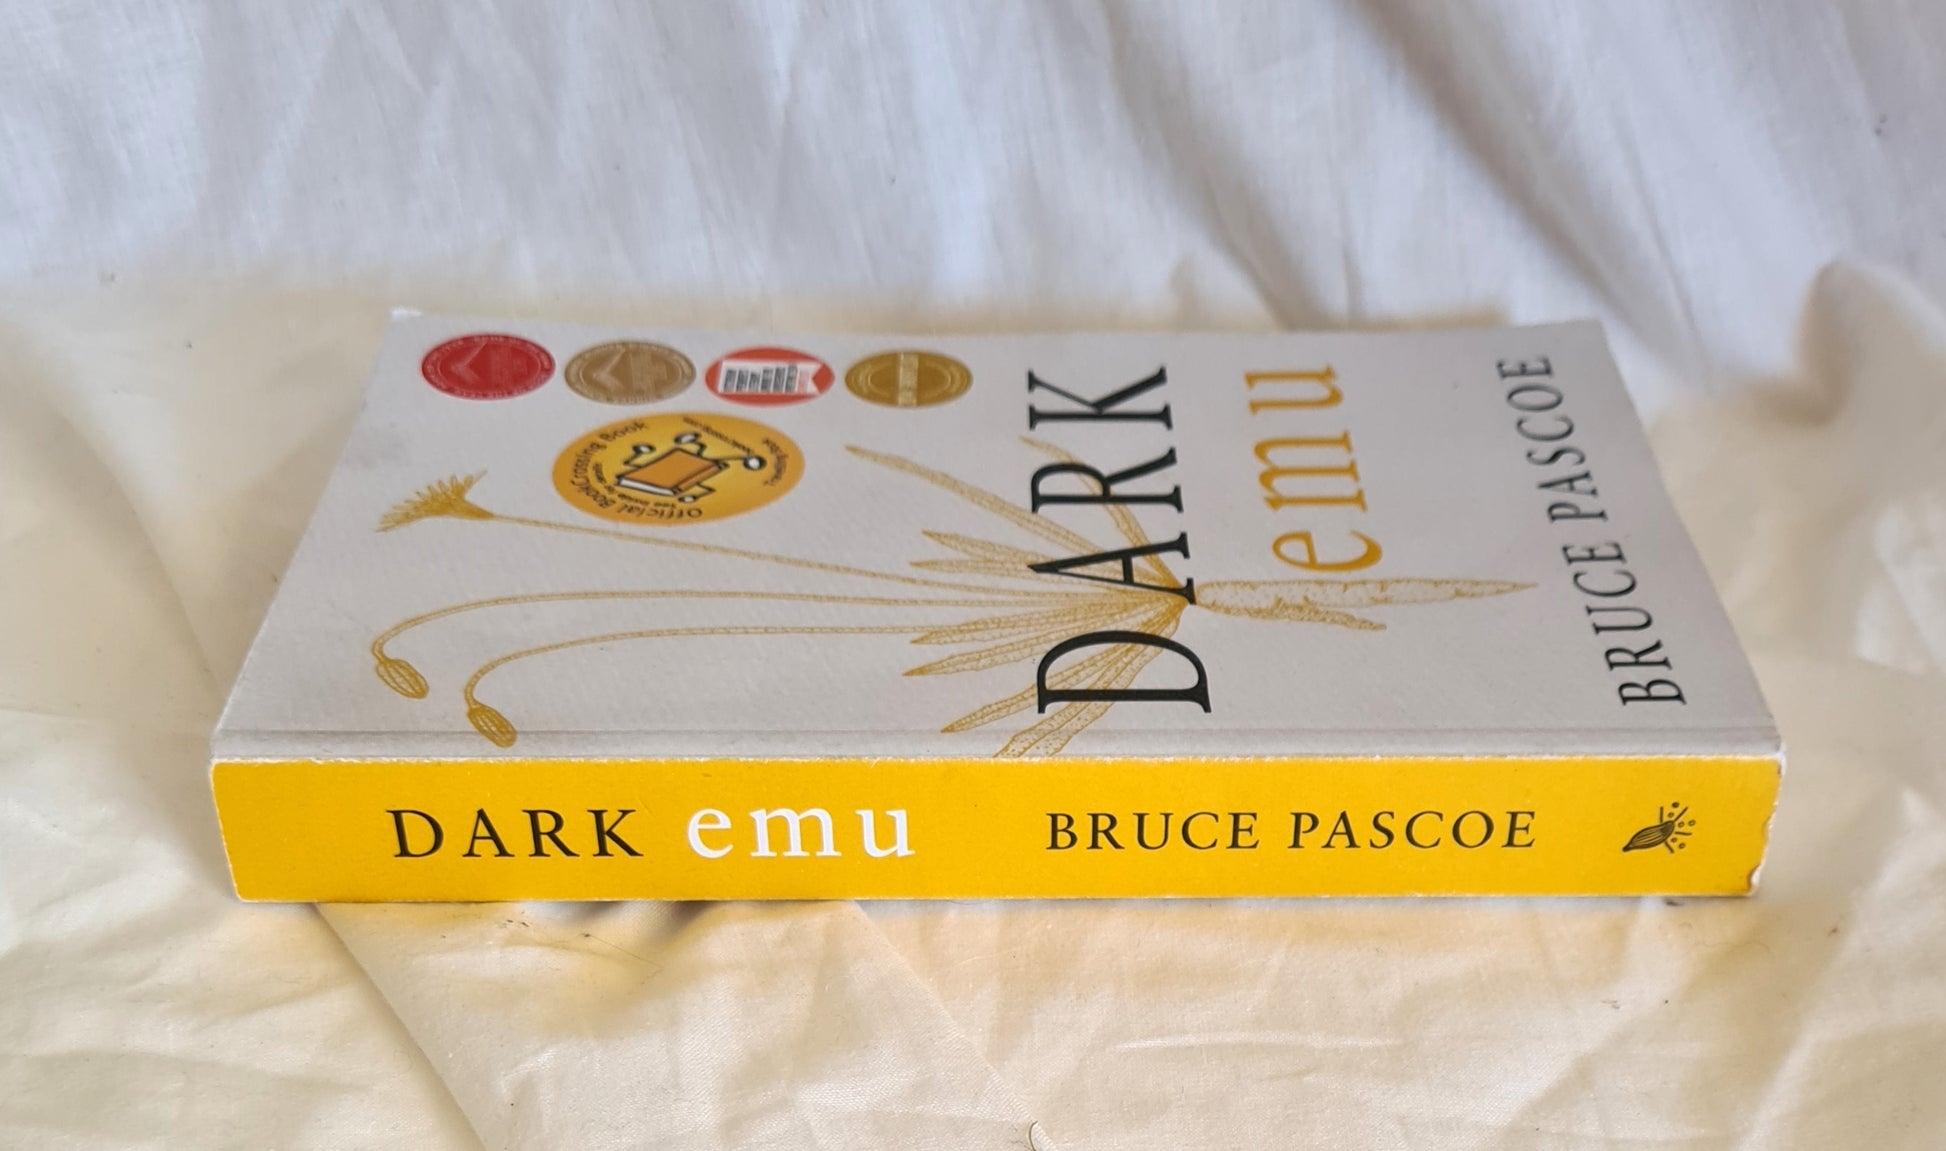 DARK
emu
BRUCE PASCOE
Official BookCrossing Book
DARK emu BRUCE PASCOE